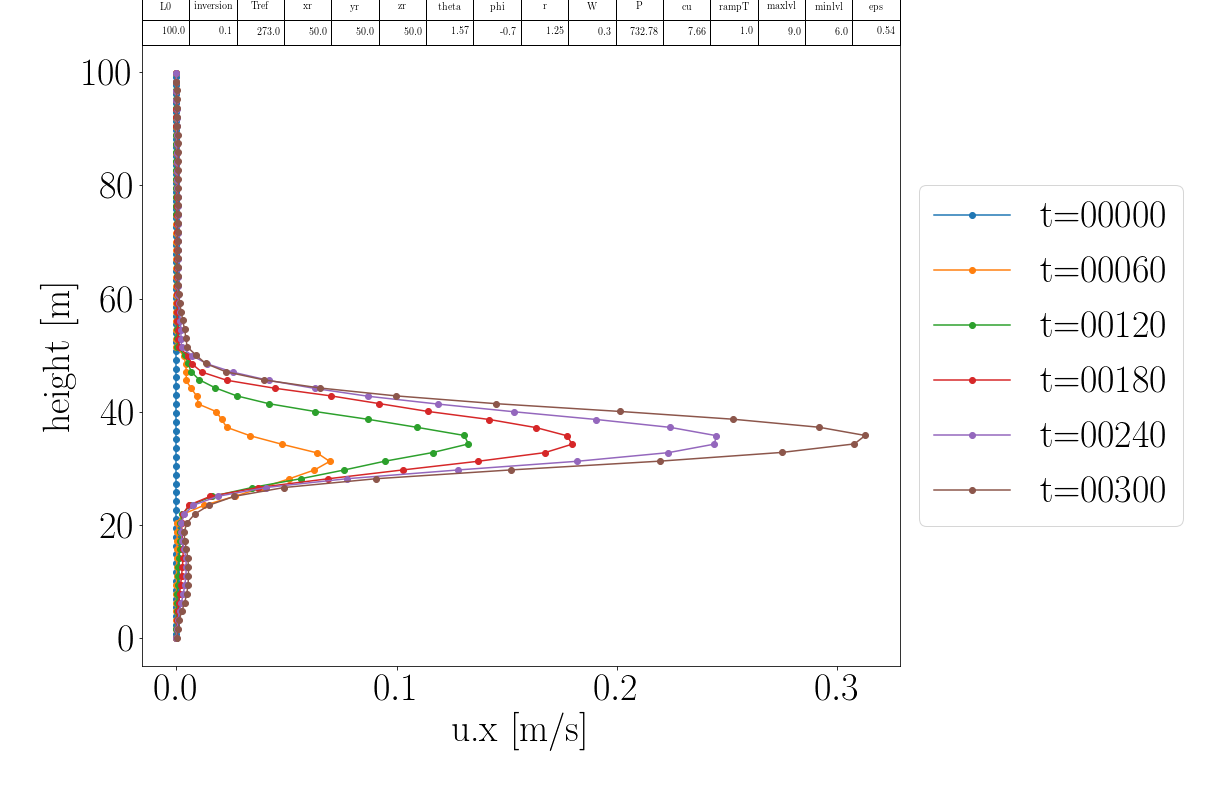 L0 inversion Tref xr yr zr theta phi r W P cu rampT maxlvl minlvl eps
100.0 0.1 273.0 50.0 50.0 50.0 1.57 -0.7 1.25 0.3 732.78 7.66 1.0 9.0 6.0 0.54
100
80
60
40
20
0
height [m]
0.0 0.1 0.2 0.3
u.x [m/s]
t=00000
t=00060
t=00120
t=00180
t=00240
t=00300